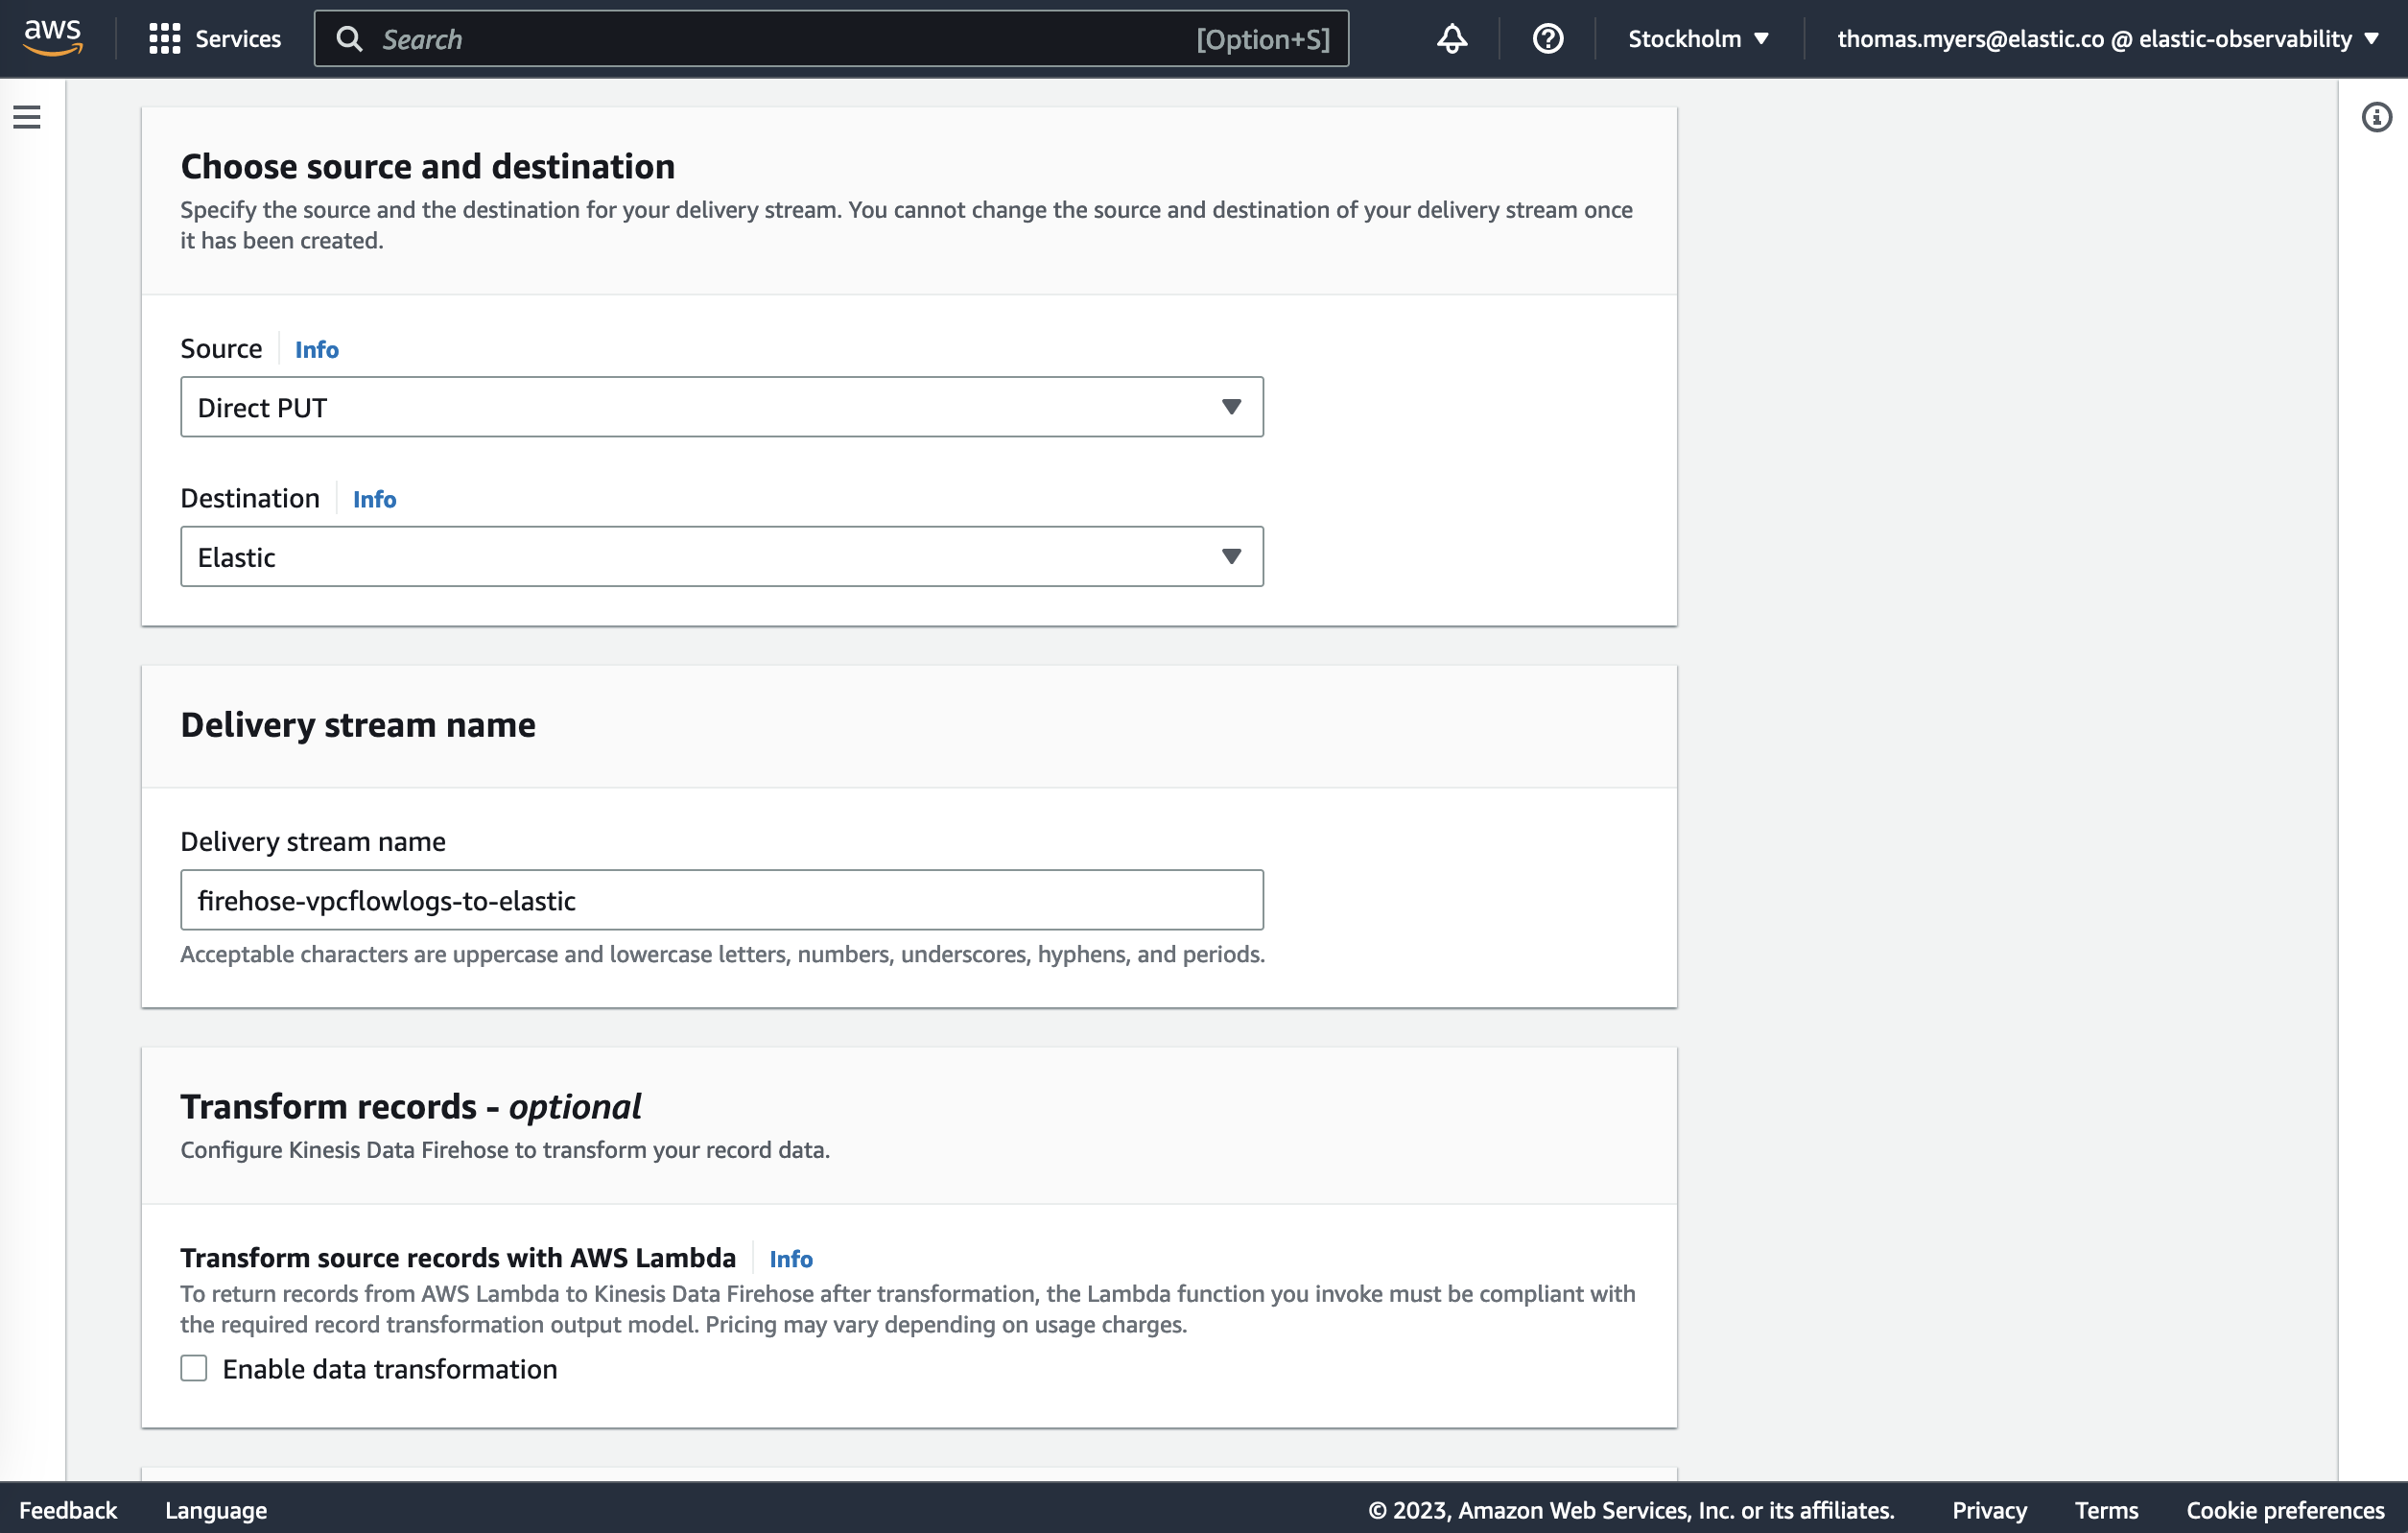 aws
Services
Search
[Option+S]
Stockholm
thomas.myers@elastic.co @ elastic-observability
Choose source and destination
Specify the source and the destination for your delivery stream. You cannot change the source and destination of your delivery stream once
it has been created.
Source
Info
Direct PUT
Destination
Info
Elastic
Delivery stream name
Delivery stream name
firehose-vpcflowlogs-to-elastic
Acceptable characters are uppercase and lowercase letters, numbers, underscores, hyphens, and periods.
Transform records - optional
Configure Kinesis Data Firehose to transform your record data.
Transform source records with AWS Lambda
Info
To return records from AWS Lambda to Kinesis Data Firehose after transformation, the Lambda function you invoke must be compliant with
the required record transformation output model. Pricing may vary depending on usage charges.
Enable data transformation
Feedback
Language
© 2023, Amazon Web Services, Inc. or its affiliates.
Privacy
Terms
Cookie preferences